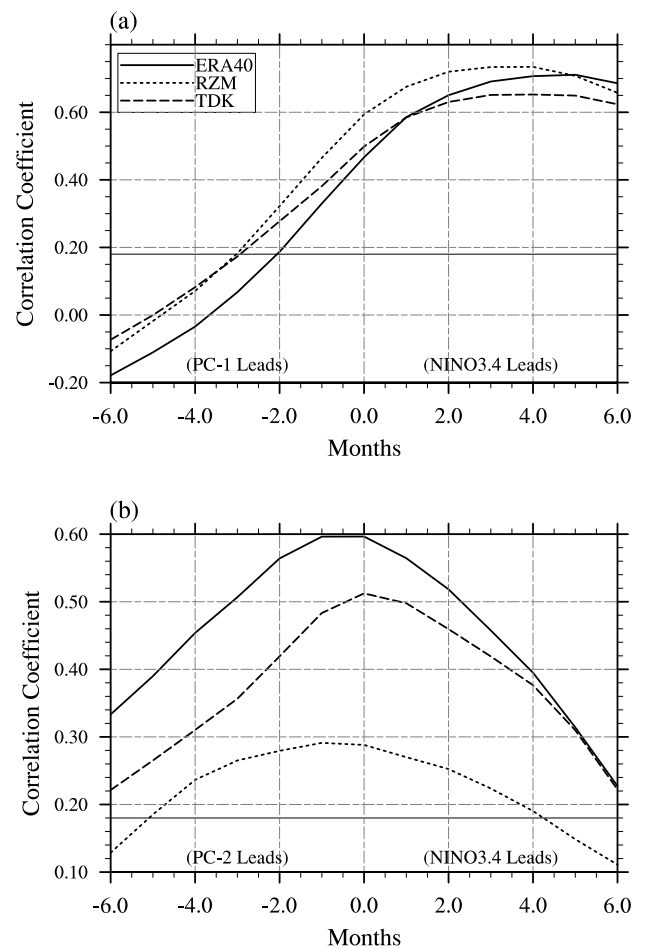 (a)
ERA40
RZM
TDK
0.60
0.40
0.20
0.00
-0.20
Correlation Coefficient
(PC-1 Leads) (NINO3.4 Leads)
-6.0 -4.0 -2.0 0.0 2.0 4.0 6.0
Months
(b)
0.60
0.50
0.40
0.30
0.20
0.10
Correlation Coefficient
(PC-2 Leads) (NINO3.4 Leads)
-6.0 -4.0 -2.0 0.0 2.0 4.0 6.0
Months